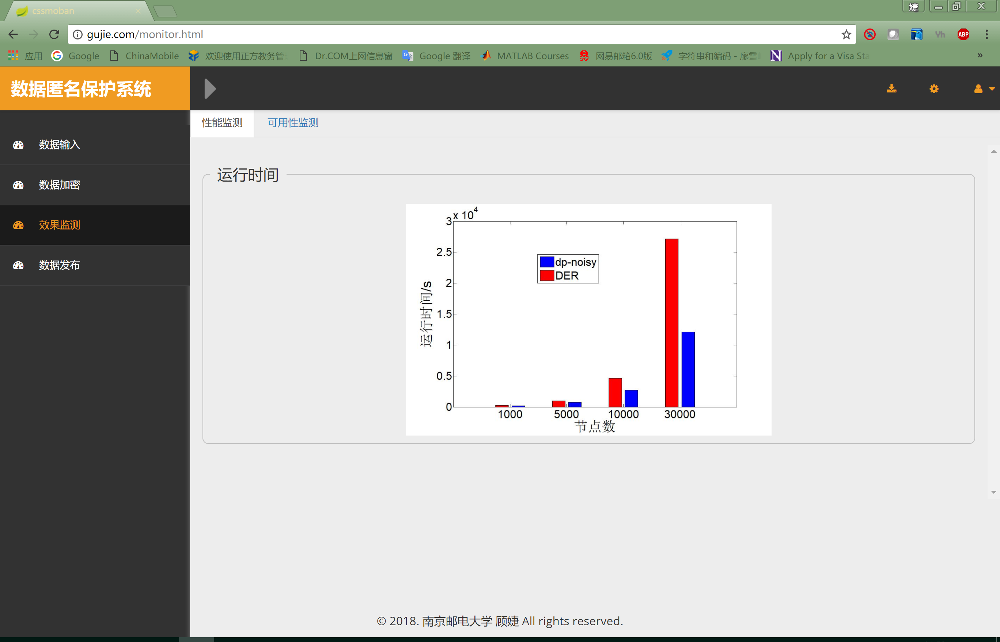 cssmoban
婕
gujie.com/monitor.html
ABP
应用 Google ChinaMobile 欢迎使用正方教务管 Dr.COM上网信息窗 Google 翻译 MATLAB Courses 网易邮箱6.0版 字符串和编码 - 廖雪 Apply for a Visa Sta »
数据匿名保护系统
性能监测 可用性监测
数据输入
数据加密
效果监测
数据发布
运行时间
x 10^4
3
2.5
2
1.5
1
0.5
0
运行时间/s
dp-noisy
DER
1000 5000 10000 30000
节点数
© 2018. 南京邮电大学 顾婕 All rights reserved.